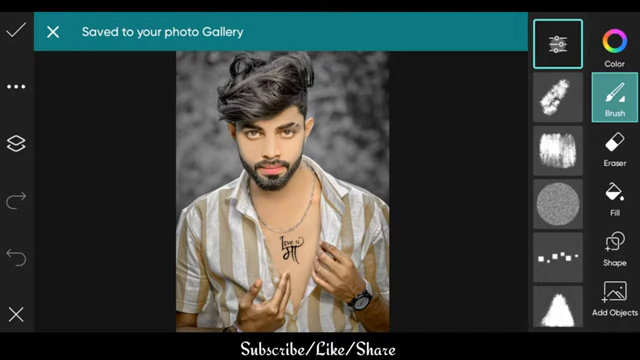 Saved to your photo Gallery
Color
Brush
Eraser
Fill
Shape
Add Objects
Love U
माँ
Subscribe/Like/Share